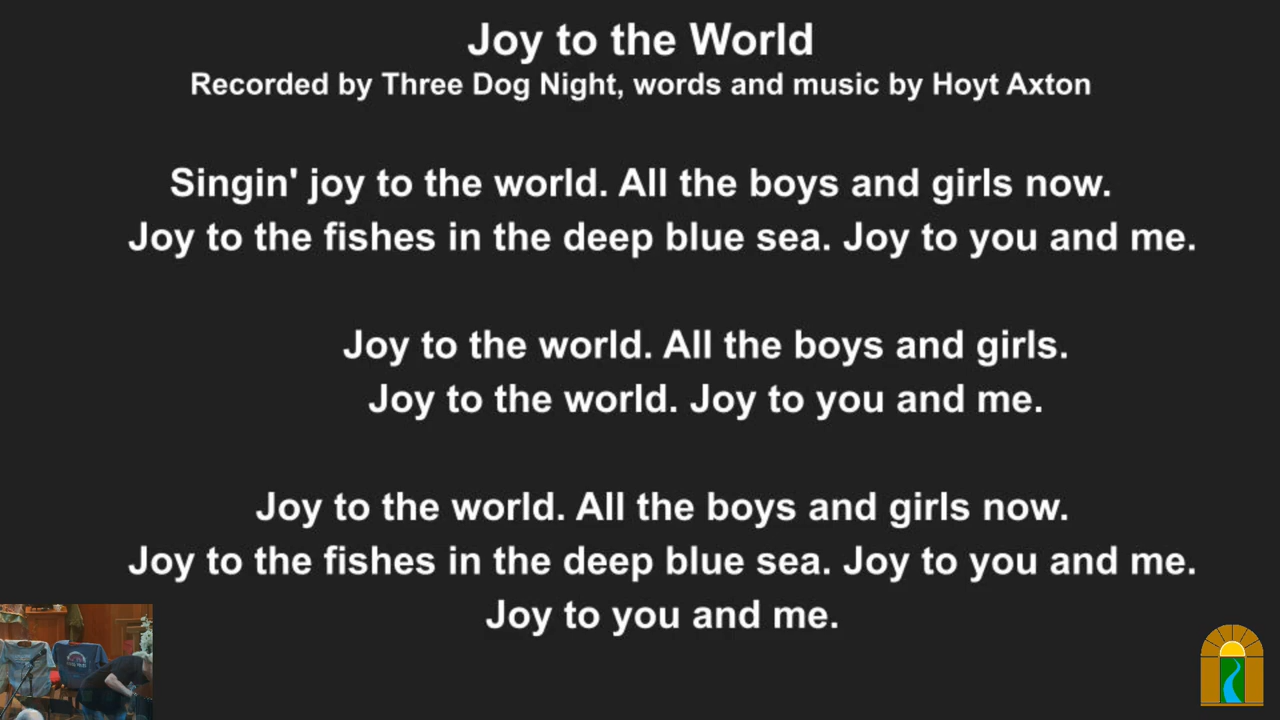 Joy to the World
Recorded by Three Dog Night, words and music by Hoyt Axton
Singin' joy to the world. All the boys and girls now.
Joy to the fishes in the deep blue sea. Joy to you and me.
Joy to the world. All the boys and girls.
Joy to the world. Joy to you and me.
Joy to the world. All the boys and girls now.
Joy to the fishes in the deep blue sea. Joy to you and me.
Joy to you and me.